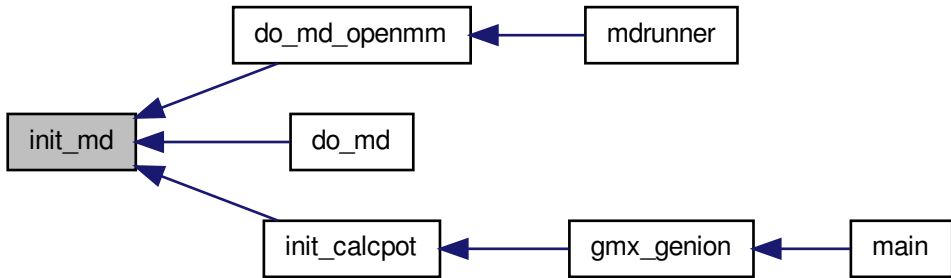 do_md_openmm
mdrunner
init_md
do_md
init_calcpot
gmx_genion
main